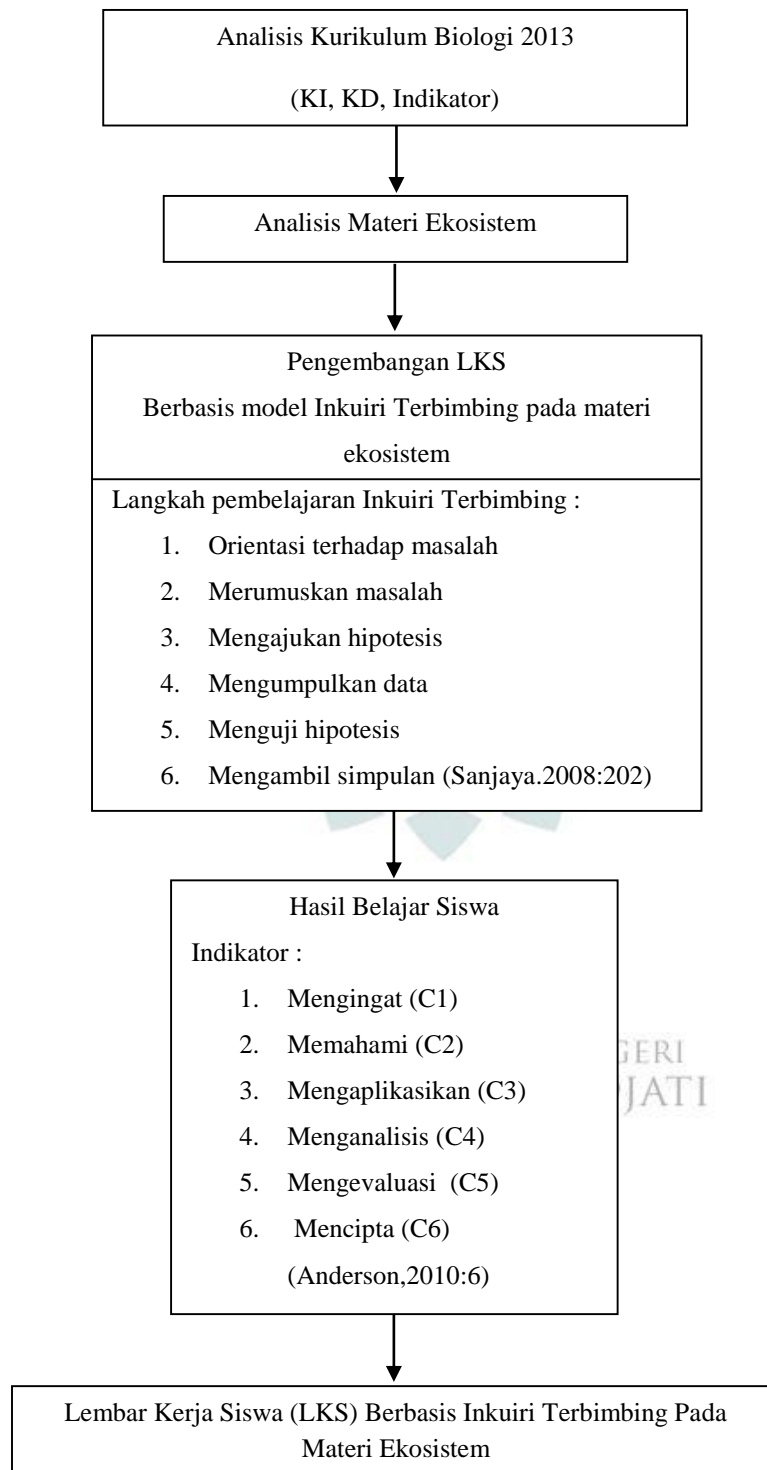 Analisis Kurikulum Biologi 2013
(KI, KD, Indikator)
Analisis Materi Ekosistem
Pengembangan LKS
Berbasis model Inkuiri Terbimbing pada materi
ekosistem
Langkah pembelajaran Inkuiri Terbimbing :
1. Orientasi terhadap masalah
2. Merumuskan masalah
3. Mengajukan hipotesis
4. Mengumpulkan data
5. Menguji hipotesis
6. Mengambil simpulan (Sanjaya.2008:202)
Hasil Belajar Siswa
Indikator :
1. Mengingat (C1)
2. Memahami (C2)
3. Mengaplikasikan (C3)
4. Menganalisis (C4)
5. Mengevaluasi (C5)
6. Mencipta (C6)
(Anderson,2010:6)
Lembar Kerja Siswa (LKS) Berbasis Inkuiri Terbimbing Pada
Materi Ekosistem